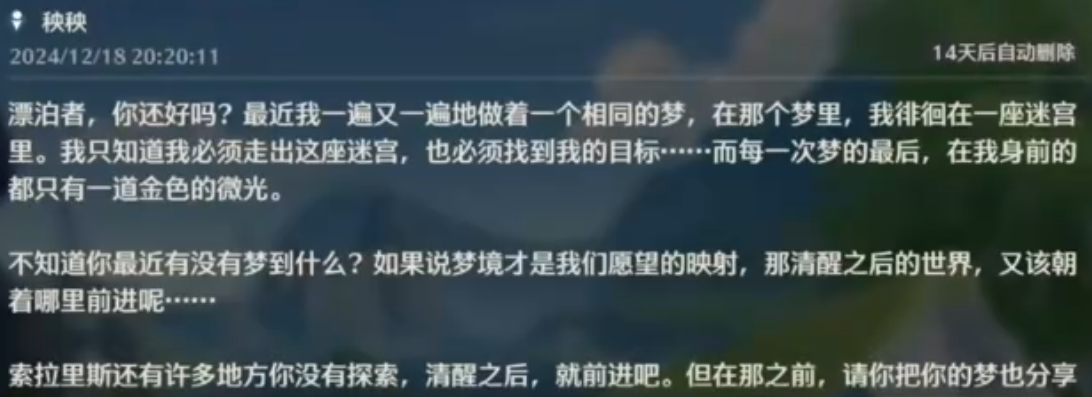 秧秧
2024/12/18 20:20:11
14天后自动删除
漂泊者，你还好吗？最近我一遍又一遍地做着一个相同的梦，在那个梦里，我徘徊在一座迷宫
里。我只知道我必须走出这座迷宫，也必须找到我的目标……而每一次梦的最后，在我身前的
都只有一道金色的微光。
不知道你最近有没有梦到什么？如果说梦境才是我们愿望的映射，那清醒之后的世界，又该朝
着哪里前进呢……
索拉里斯还有许多地方你没有探索，清醒之后，就前进吧。但在那之前，请你把你的梦也分享